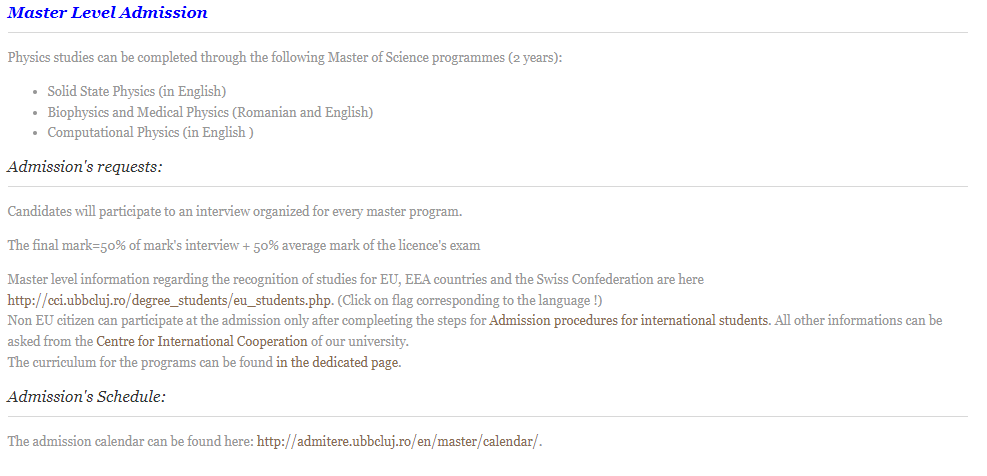 Master Level Admission
Physics studies can be completed through the following Master of Science programmes (2 years):
• Solid State Physics (in English)
• Biophysics and Medical Physics (Romanian and English)
• Computational Physics (in English )
Admission's requests:
Candidates will participate to an interview organized for every master program.
The final mark=50% of mark's interview + 50% average mark of the licence's exam
Master level information regarding the recognition of studies for EU, EEA countries and the Swiss Confederation are here
http://cci.ubbcluj.ro/degree_students/eu_students.php. (Click on flag corresponding to the language !)
Non EU citizen can participate at the admission only after compleeting the steps for Admission procedures for international students. All other informations can be
asked from the Centre for International Cooperation of our university.
The curriculum for the programs can be found in the dedicated page.
Admission's Schedule:
The admission calendar can be found here: http://admitere.ubbcluj.ro/en/master/calendar/.